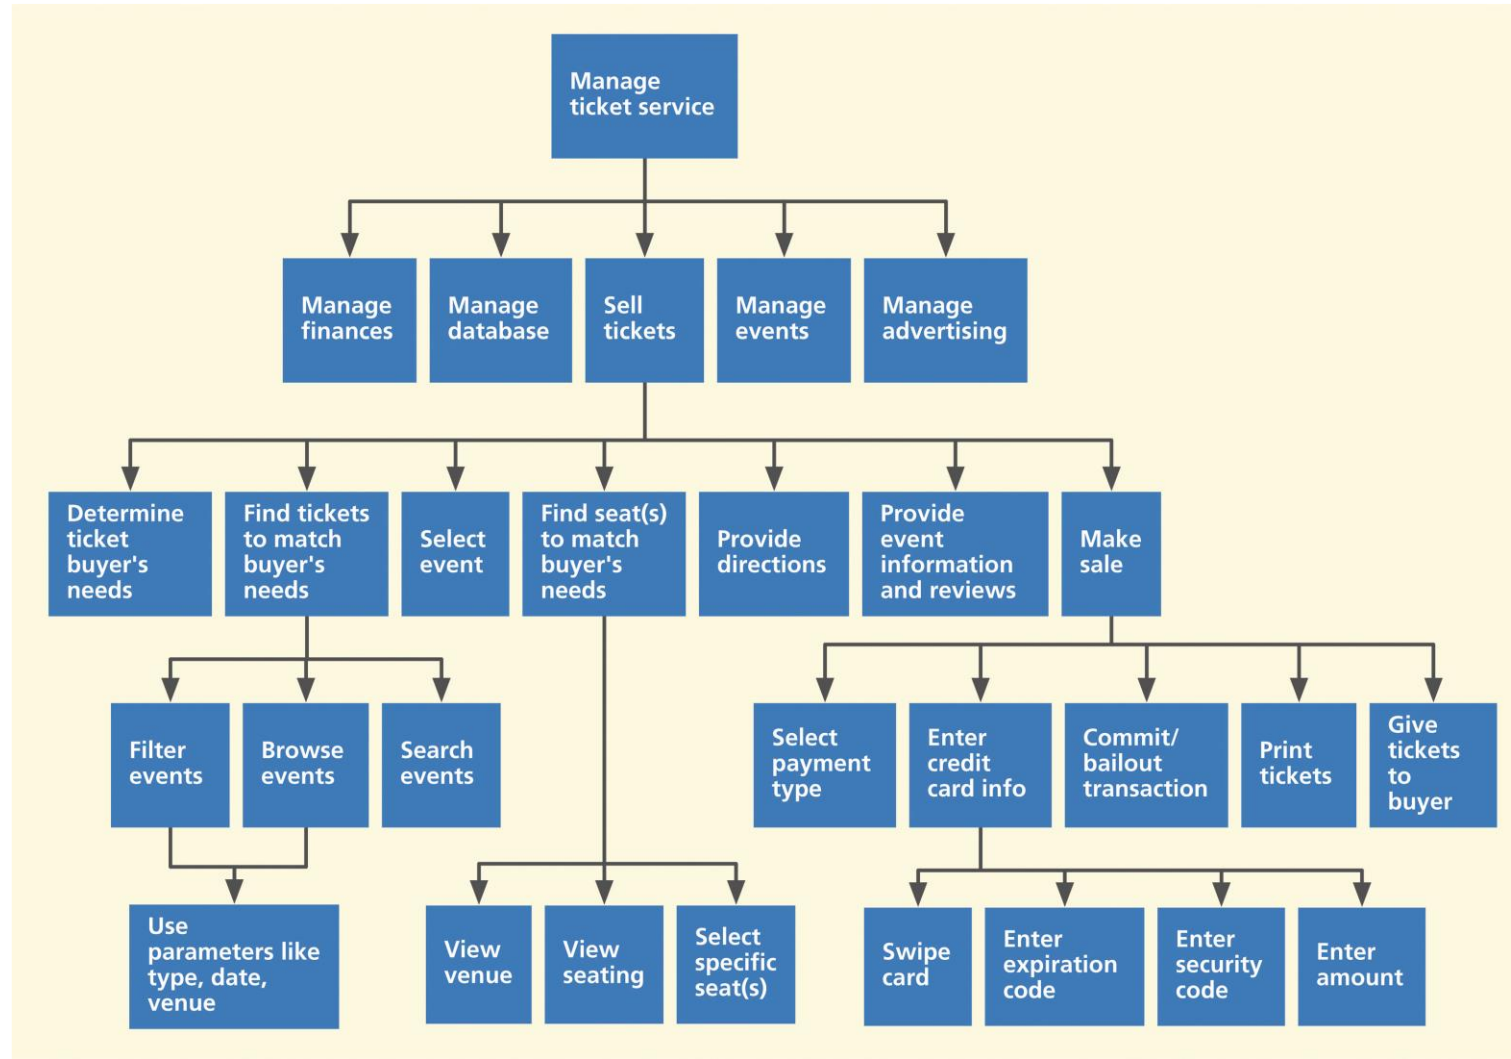 Manage
ticket service
Manage
finances
Manage
database
Sell
tickets
Manage
events
Manage
advertising
Determine
ticket
buyer's
needs
Find tickets
to match
buyer's
needs
Select
event
Find seat(s)
to match
buyer's
needs
Provide
directions
Provide
event
information
and reviews
Make
sale
Filter
events
Browse
events
Search
events
Select
payment
type
Enter
credit
card info
Commit/
bailout
transaction
Print
tickets
Give
tickets
to
buyer
Use
parameters like
type, date,
venue
View
venue
View
seating
Select
specific
seat(s)
Swipe
card
Enter
expiration
code
Enter
security
code
Enter
amount